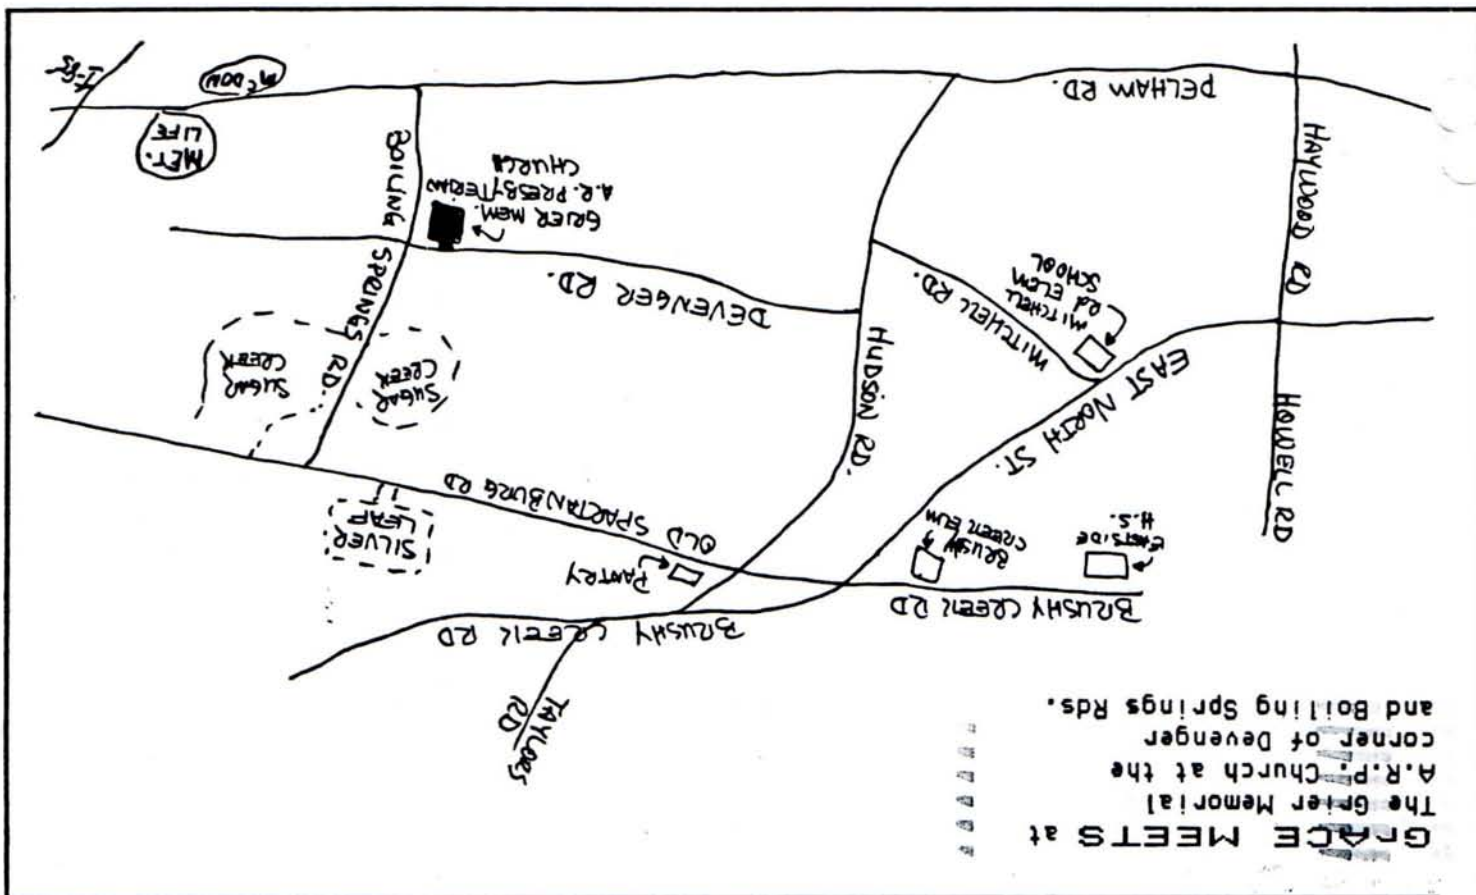 GrACE MEETS at
The Grier Memorial
A.R.P. Church at the
corner of Devenger
and Boiling Springs Rds.
TAYLORS
RD
BRUSHY CREEK RD
BRUSHY CREEK RD
EASTSIDE
H.S.
BRUSHY
CREEK ELM
PANTRY
OLD SPARTANBURG RD
SILVER
LEAF
HOWELL RD
EAST NORTH ST.
HUDSON RD.
SUGAR
CREEK
SUGAR
CREEK
MITCHELL RD.
MITCHELL
Rd ELEM
SCHOOL
DEVENGER RD.
BOILING SPRINGS RD.
GRIER MEM.
A.R. PRESBYTERIAN
CHURCH
HAYWOOD RD
PELHAM RD.
MET.
LIFE
McDON
I-85